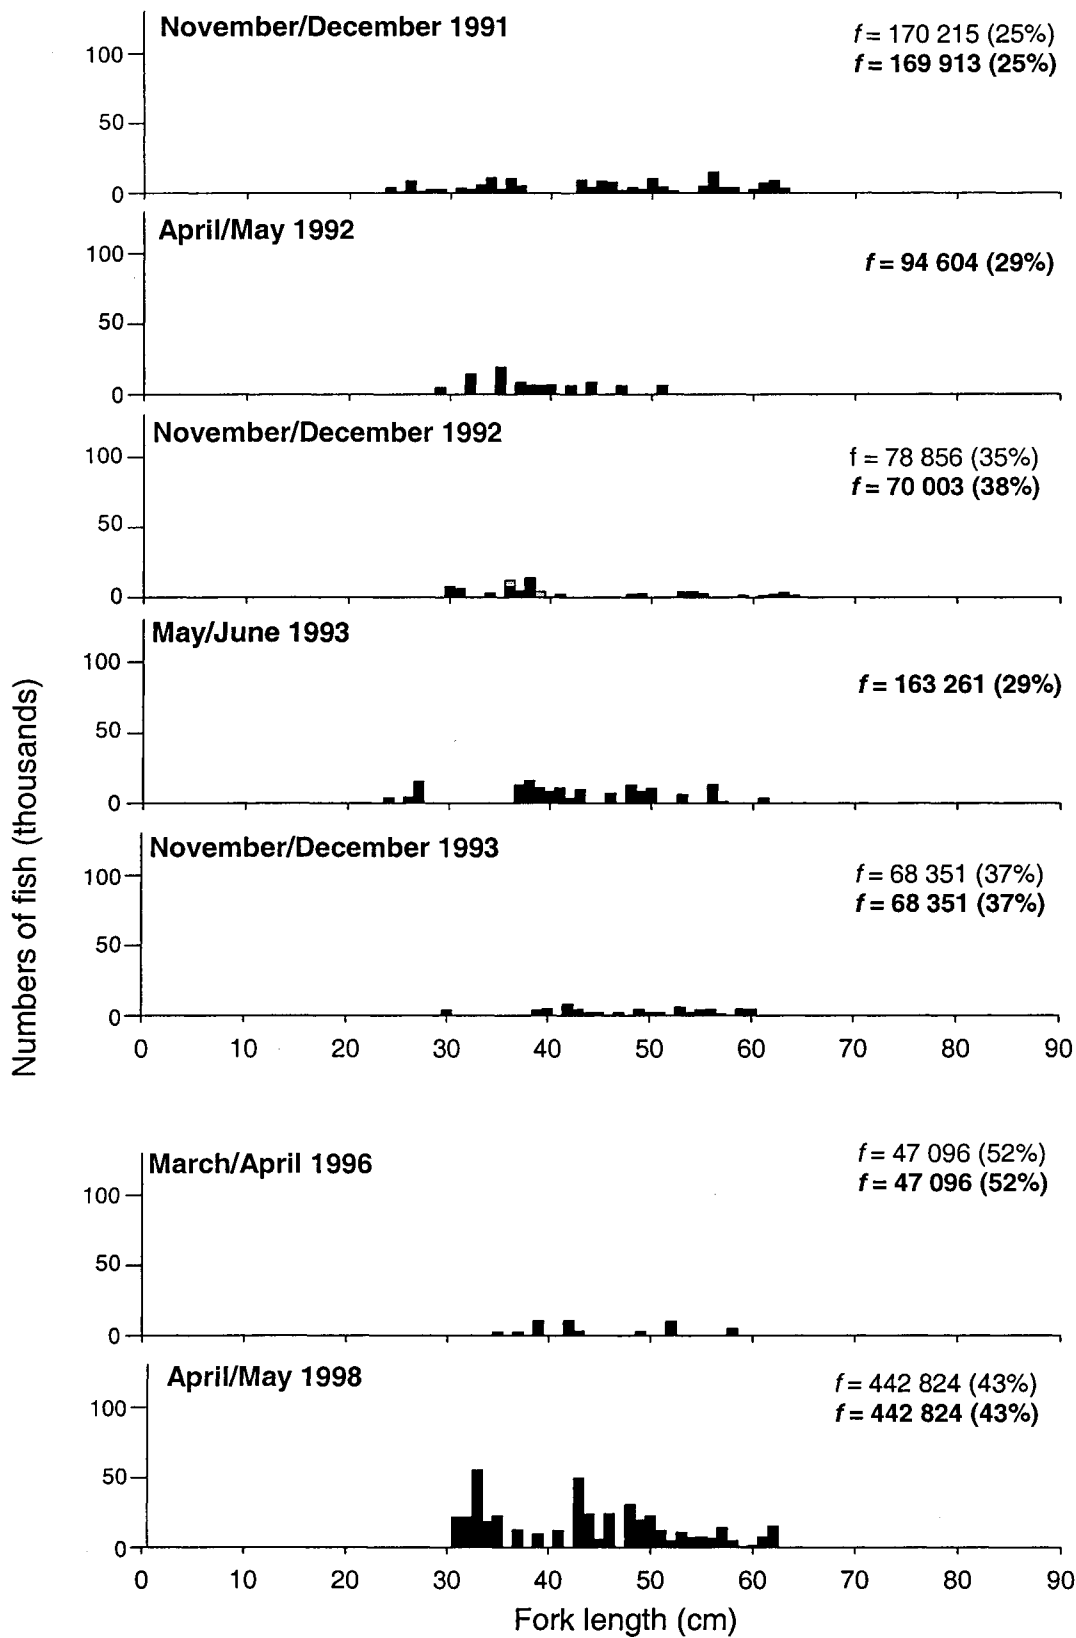 November/December 1991
f = 170 215 (25%)
f = 169 913 (25%)
100
50
0
April/May 1992
f = 94 604 (29%)
100
50
0
November/December 1992
f = 78 856 (35%)
f = 70 003 (38%)
100
50
0
May/June 1993
f = 163 261 (29%)
100
50
0
November/December 1993
f = 68 351 (37%)
f = 68 351 (37%)
100
50
0
0 10 20 30 40 50 60 70 80 90
Numbers of fish (thousands)
March/April 1996
f = 47 096 (52%)
f = 47 096 (52%)
100
50
0
April/May 1998
f = 442 824 (43%)
f = 442 824 (43%)
100
50
0
0 10 20 30 40 50 60 70 80 90
Fork length (cm)